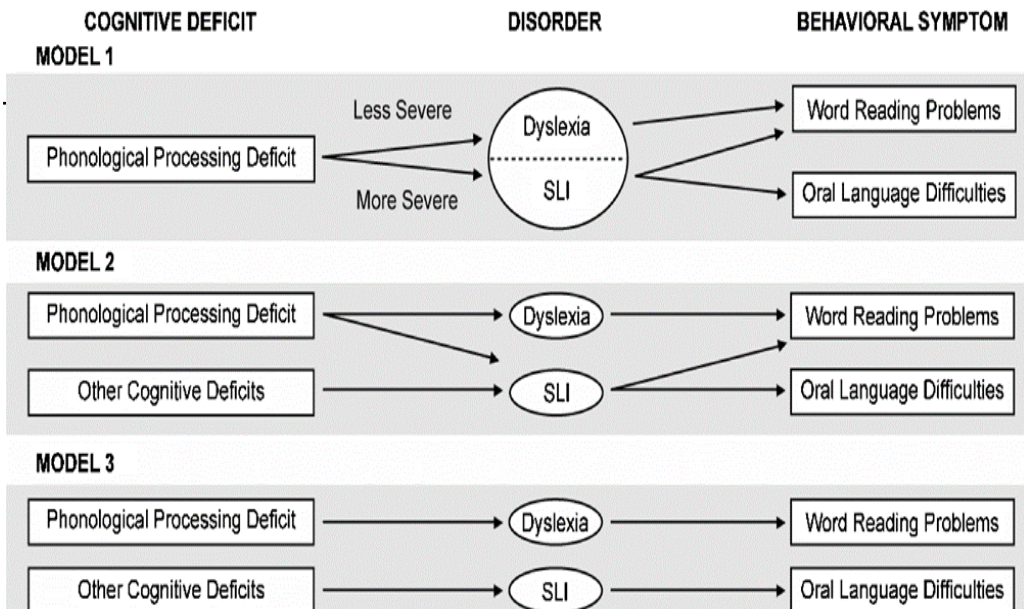 COGNITIVE DEFICIT DISORDER BEHAVIORAL SYMPTOM
MODEL 1
Less Severe
Phonological Processing Deficit
More Severe
Dyslexia
SLI
Word Reading Problems
Oral Language Difficulties
MODEL 2
Phonological Processing Deficit Dyslexia Word Reading Problems
Other Cognitive Deficits SLI Oral Language Difficulties
MODEL 3
Phonological Processing Deficit Dyslexia Word Reading Problems
Other Cognitive Deficits SLI Oral Language Difficulties